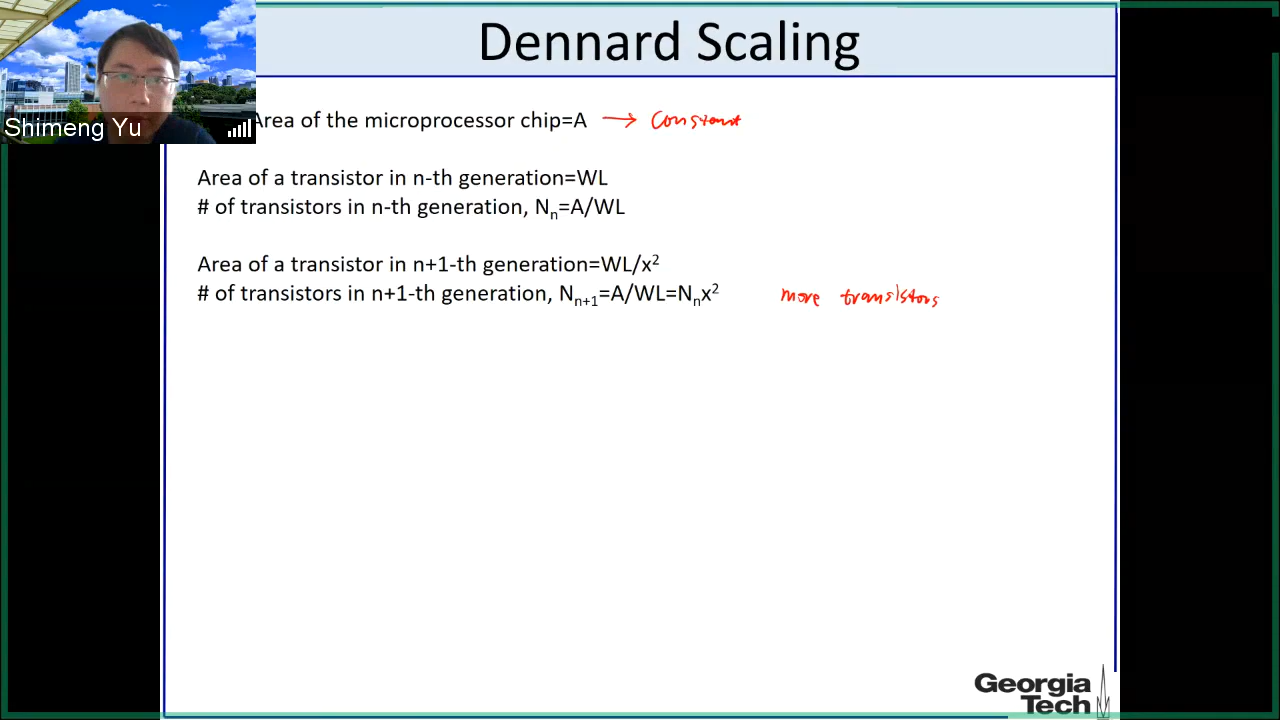 Dennard Scaling
Shimeng Yu
Area of the microprocessor chip=A → Constant
Area of a transistor in n-th generation=WL
# of transistors in n-th generation, Nn=A/WL
Area of a transistor in n+1-th generation=WL/x²
# of transistors in n+1-th generation, Nn+1=A/WL=Nnx² more transistors
Georgia
Tech